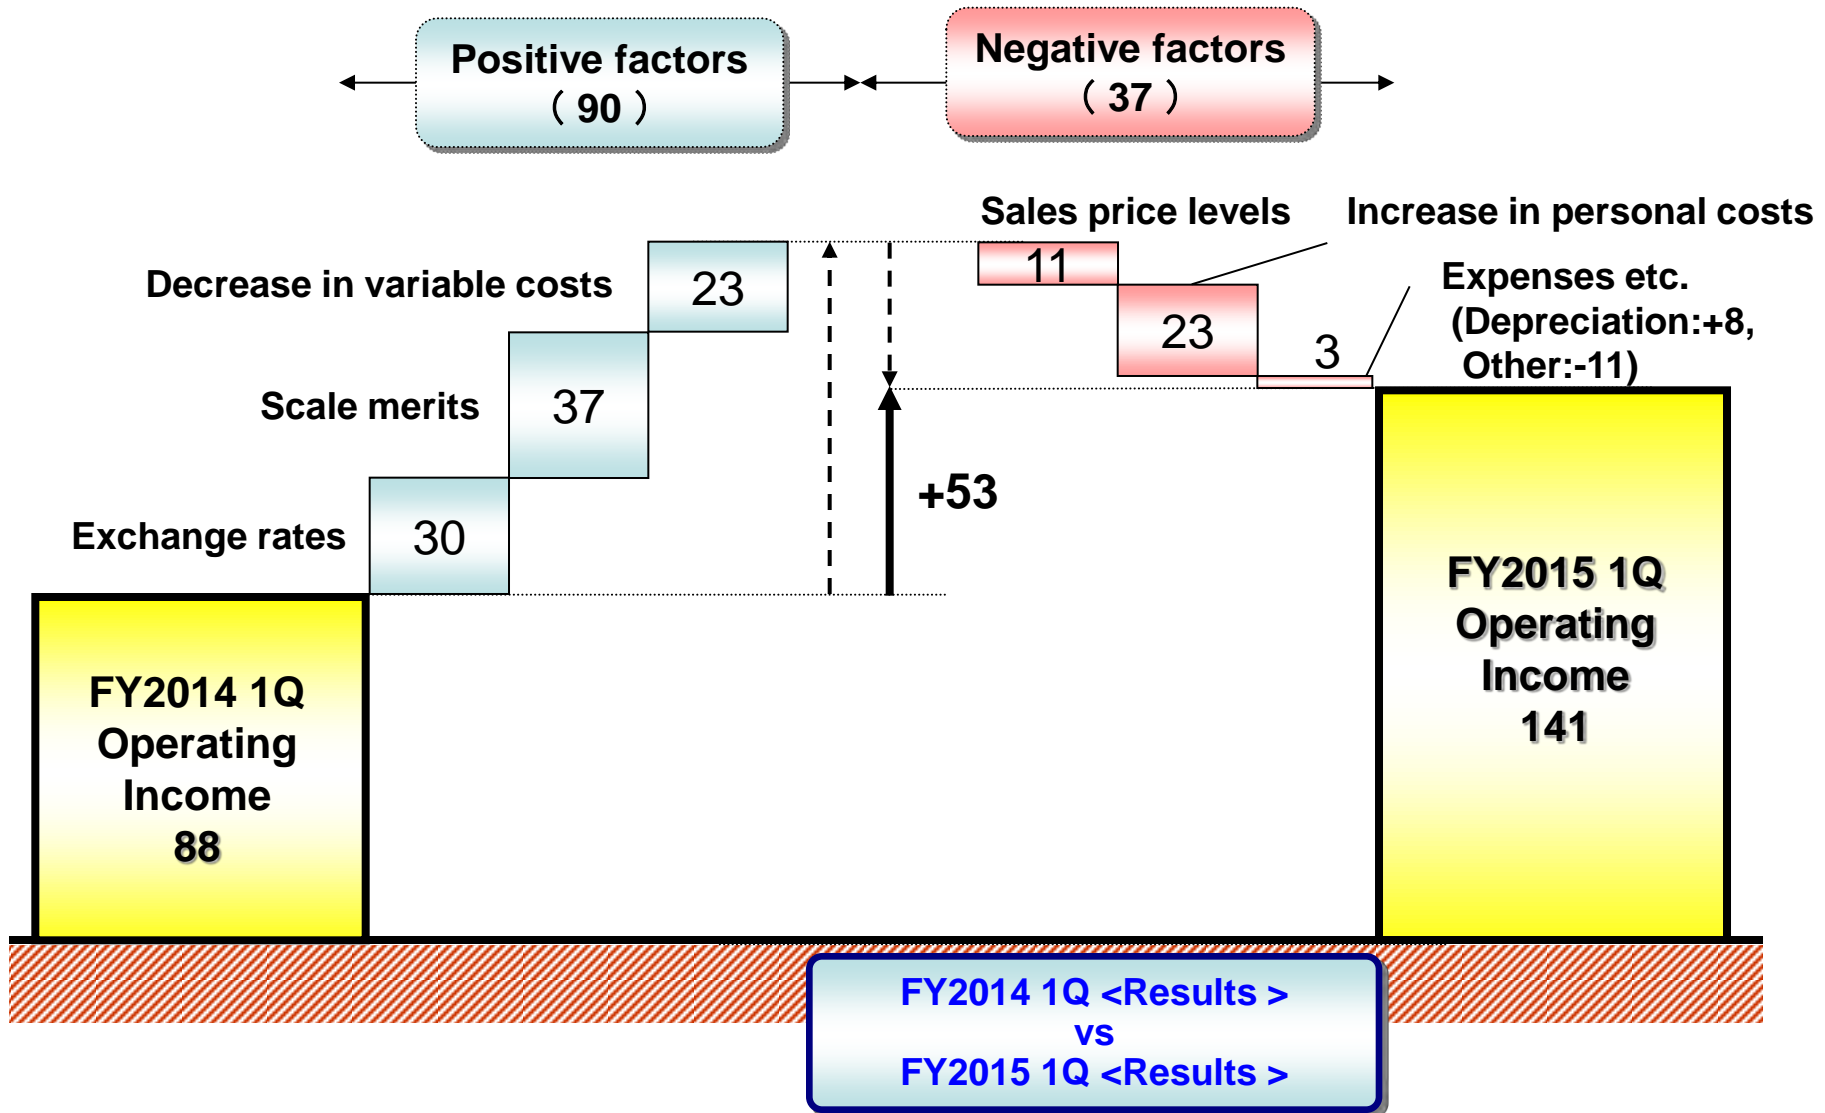 Positive factors
( 90 )
Negative factors
( 37 )
Sales price levels
Increase in personal costs
Decrease in variable costs
23
11
Expenses etc.
(Depreciation:+8,
Other:-11)
23
3
Scale merits
37
+53
Exchange rates
30
FY2014 1Q
Operating
Income
88
FY2015 1Q
Operating
Income
141
FY2014 1Q <Results >
vs
FY2015 1Q <Results >